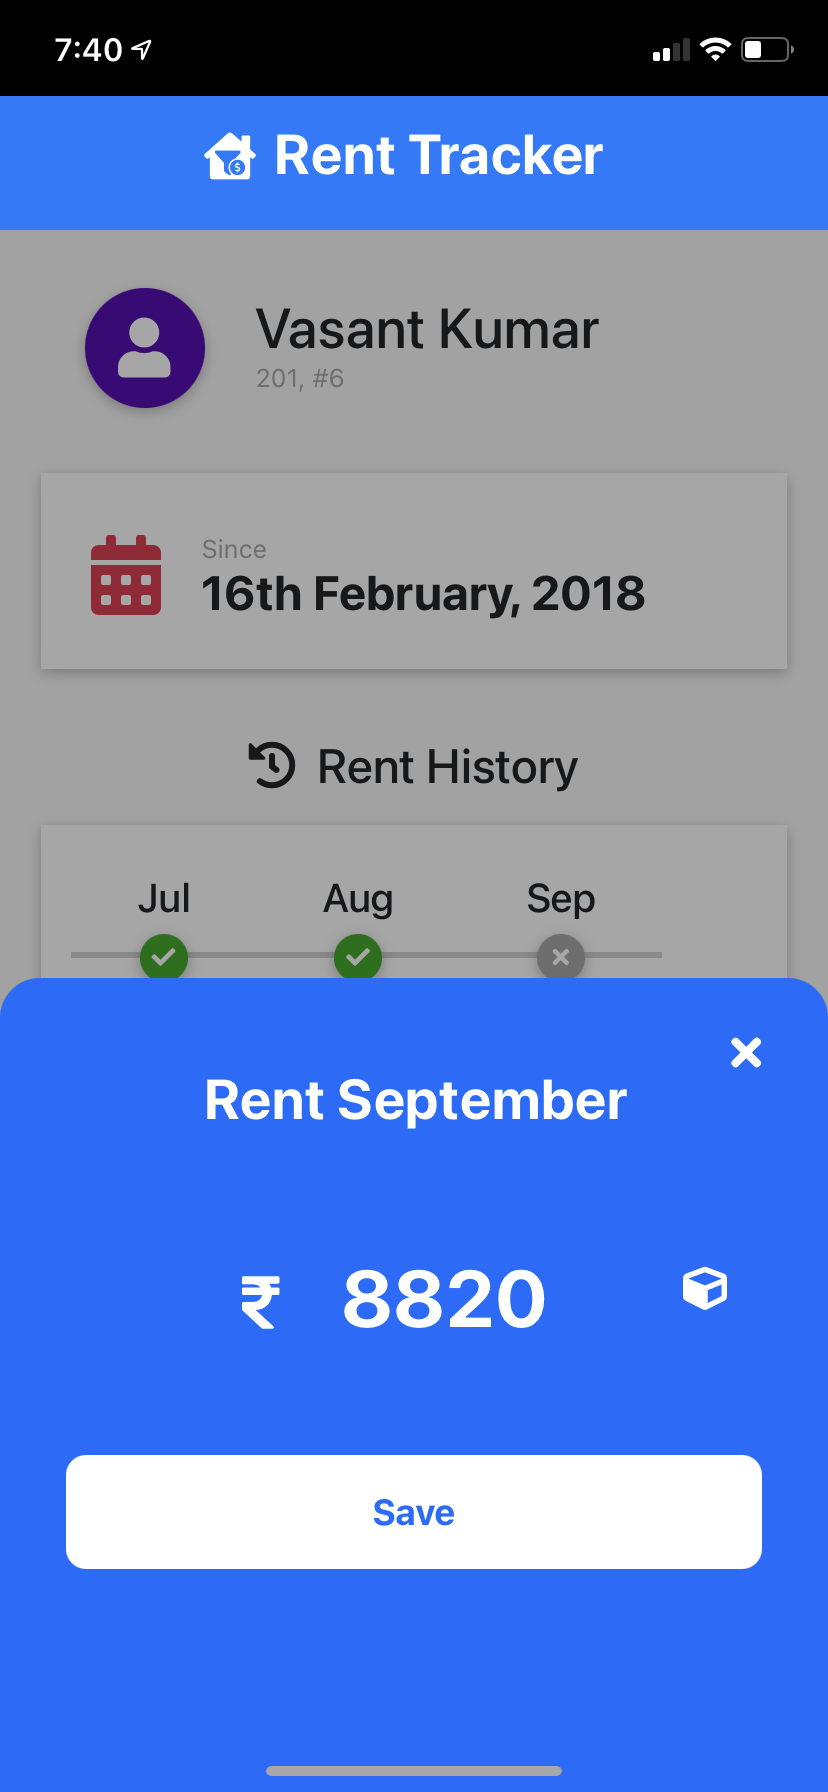 7:40
Rent Tracker
Vasant Kumar
201, #6
Since
16th February, 2018
Rent History
Jul Aug Sep
Rent September
₹ 8820
Save